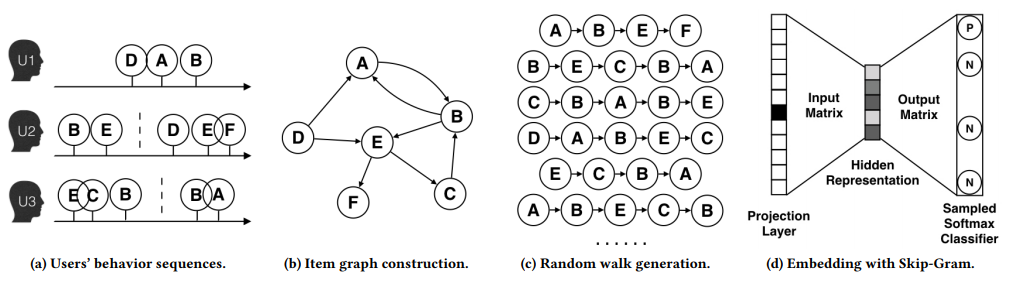 U1
D A B
U2
B E D E F
U3
E C B B A
(a) Users' behavior sequences.
A
B
D
E
F
C
(b) Item graph construction.
A B E F
B E C B A
C B A B E
D A B E C
E C B A
A B E C B
......
(c) Random walk generation.
P
N
N
N
Input
Matrix
Output
Matrix
Hidden
Representation
Projection
Layer
Sampled
Softmax
Classifier
(d) Embedding with Skip-Gram.